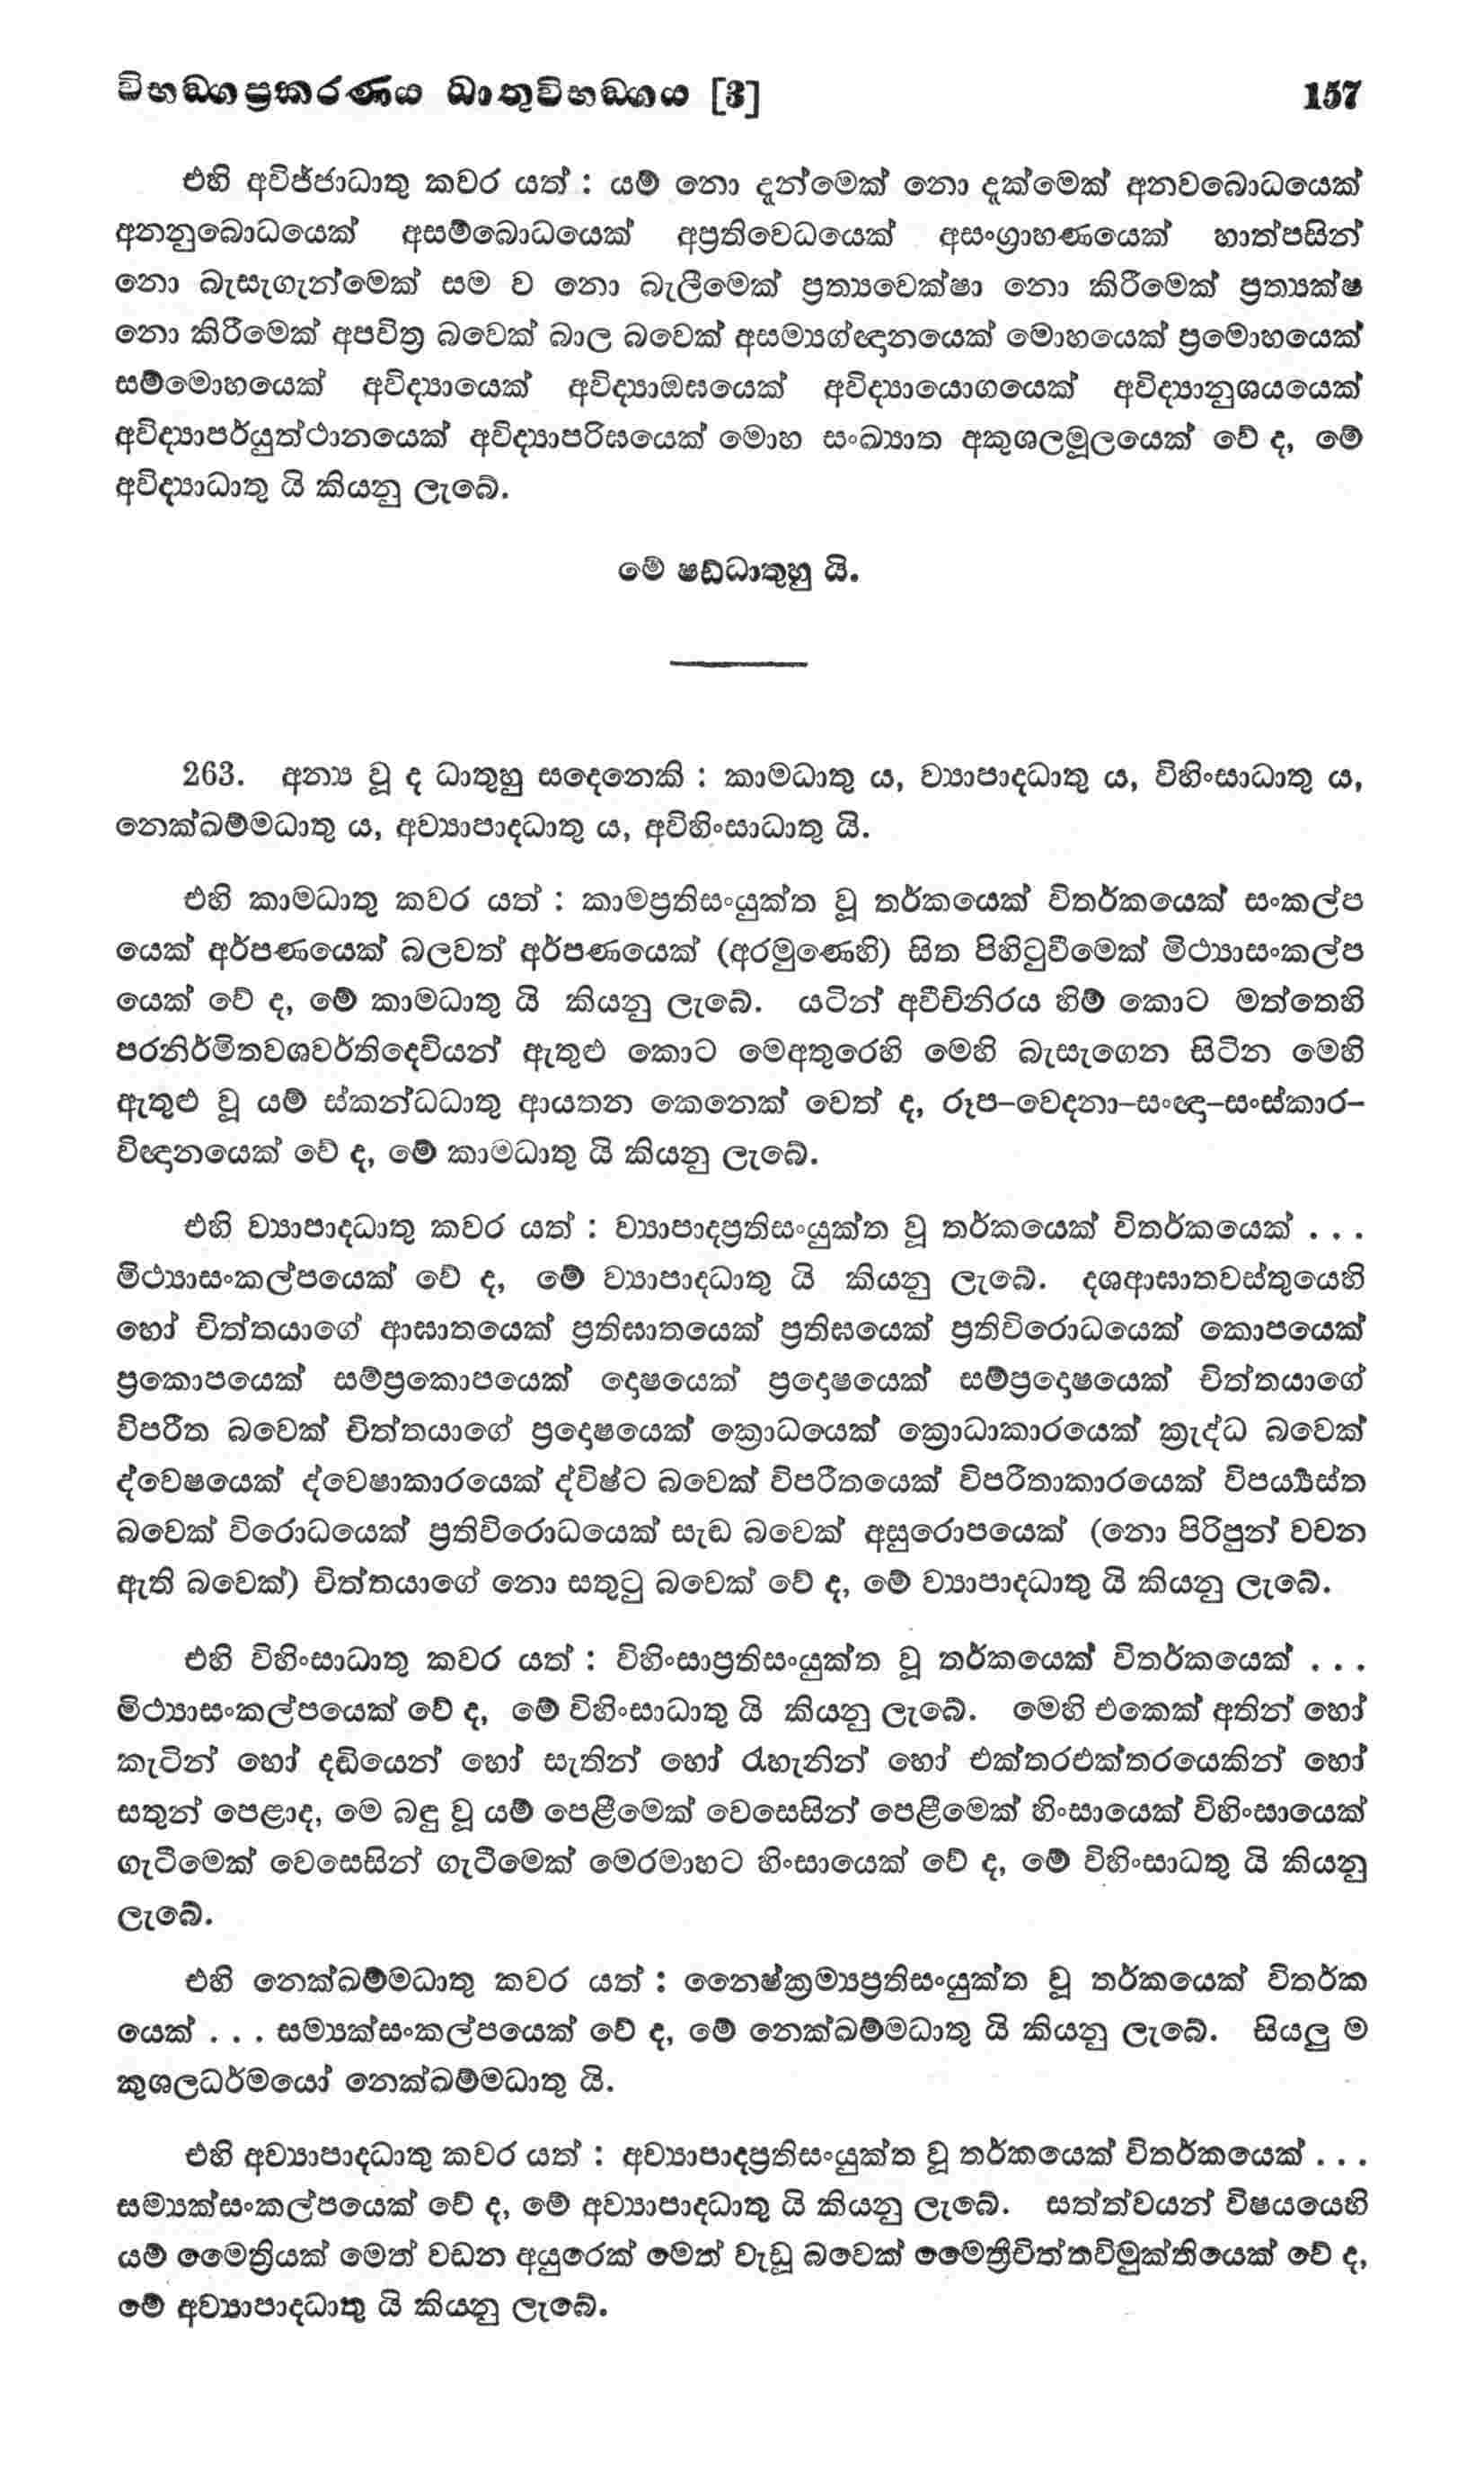 විභඞ්ගප්‍රකරණය ධාතුවිභඞ්ගය [3] 157
එහි අවිජ්ජාධාතු කවර යත් : යම් නො දැන්මෙක් නො දැක්මෙක් අනවබොධයෙක්
අනනුබොධයෙක් අසම්බොධයෙක් අප්‍රතිවෙධයෙක් අසංග්‍රාහණයෙක් හාත්පසින්
නො බැසැගැන්මෙක් සම ව නො බැලීමෙක් ප්‍රත්‍යවෙක්ෂා නො කිරීමෙක් ප්‍රත්‍යක්ෂ
නො කිරීමෙක් අපවිත්‍ර බවෙක් බාල බවෙක් අසම්‍යග්ඥානයෙක් මොහයෙක් ප්‍රමොහයෙක්
සම්මොහයෙක් අවිද්‍යායෙක් අවිද්‍යාඔඝයෙක් අවිද්‍යායොගයෙක් අවිද්‍යානුශයයෙක්
අවිද්‍යාපර්යුත්ථානයෙක් අවිද්‍යාපරිඝයෙක් මොහ සංඛ්‍යාත අකුශලමූලයෙක් වේ ද, මේ
අවිද්‍යාධාතු යි කියනු ලැබේ.
මේ ෂඩ්ධාතුහු යි.
263. අන්‍ය වූ ද ධාතුහු සදෙනෙකි : කාමධාතු ය, ව්‍යාපාදධාතු ය, විහිංසාධාතු ය,
නෙක්ඛම්මධාතු ය, අව්‍යාපාදධාතු ය, අවිහිංසාධාතු යි.
එහි කාමධාතු කවර යත් : කාමප්‍රතිසංයුක්ත වූ තර්කයෙක් විතර්කයෙක් සංකල්ප
යෙක් අර්පණයෙක් බලවත් අර්පණයෙක් (අරමුණෙහි) සිත පිහිටුවීමෙක් මිථ්‍යාසංකල්ප
යෙක් වේ ද, මේ කාමධාතු යි කියනු ලැබේ. යටින් අවීචිනිරය හිම් කොට මත්තෙහි
පරනිර්මිතවශවර්තිදෙවියන් ඇතුළු කොට මෙඅතුරෙහි මෙහි බැසැගෙන සිටින මෙහි
ඇතුළු වූ යම් ස්කන්ධධාතු ආයතන කෙනෙක් වෙත් ද, රූප–වෙදනා–සංඥා–සංස්කාර–
විඥානයෙක් වේ ද, මේ කාමධාතු යි කියනු ලැබේ.
එහි ව්‍යාපාදධාතු කවර යත් : ව්‍යාපාදප්‍රතිසංයුක්ත වූ තර්කයෙක් විතර්කයෙක් . . .
මිථ්‍යාසංකල්පයෙක් වේ ද, මේ ව්‍යාපාදධාතු යි කියනු ලැබේ. දශආඝාතවස්තුයෙහි
හෝ චිත්තයාගේ ආඝාතයෙක් ප්‍රතිඝාතයෙක් ප්‍රතිඝයෙක් ප්‍රතිවිරොධයෙක් කොපයෙක්
ප්‍රකොපයෙක් සම්ප්‍රකොපයෙක් දොෂයෙක් ප්‍රදොෂයෙක් සම්ප්‍රදොෂයෙක් චිත්තයාගේ
විපරීත බවෙක් චිත්තයාගේ ප්‍රදොෂයෙක් ක්‍රොධයෙක් ක්‍රොධාකාරයෙක් ක්‍රුද්ධ බවෙක්
ද්වෙෂයෙක් ද්වෙෂාකාරයෙක් ද්විෂ්ට බවෙක් විපරීතයෙක් විපරීතාකාරයෙක් විපර්‍ය්‍යස්ත
බවෙක් විරොධයෙක් ප්‍රතිවිරොධයෙක් සැඬ බවෙක් අසුරොපයෙක් (නො පිරිපුන් වචන
ඇති බවෙක්) චිත්තයාගේ නො සතුටු බවෙක් වේ ද, මේ ව්‍යාපාදධාතු යි කියනු ලැබේ.
එහි විහිංසාධාතු කවර යත් : විහිංසාප්‍රතිසංයුක්ත වූ තර්කයෙක් විතර්කයෙක් . . .
මිථ්‍යාසංකල්පයෙක් වේ ද, මේ විහිංසාධාතු යි කියනු ලැබේ. මෙහි එකෙක් අතින් හෝ
කැටින් හෝ දඬියෙන් හෝ සැතින් හෝ රැහැනින් හෝ එක්තරඑක්තරයෙකින් හෝ
සතුන් පෙළාද, මෙ බඳු වූ යම් පෙළීමෙක් වෙසෙසින් පෙළීමෙක් හිංසායෙක් විහිංසායෙක්
ගැටීමෙක් වෙසෙසින් ගැටීමෙක් මෙරමාහට හිංසායෙක් වේ ද, මේ විහිංසාධතු යි කියනු
ලැබේ.
එහි නෙක්ඛම්මධාතු කවර යත් : නෛෂ්ක්‍රම්‍යප්‍රතිසංයුක්ත වූ තර්කයෙක් විතර්ක
යෙක් . . . සම්‍යක්සංකල්පයෙක් වේ ද, මේ නෙක්ඛම්මධාතු යි කියනු ලැබේ. සියලු ම
කුශලධර්මයෝ නෙක්ඛම්මධාතු යි.
එහි අව්‍යාපාදධාතු කවර යත් : අව්‍යාපාදප්‍රතිසංයුක්ත වූ තර්කයෙක් විතර්කයෙක් . . .
සම්‍යක්සංකල්පයෙක් වේ ද, මේ අව්‍යාපාදධාතු යි කියනු ලැබේ. සත්ත්වයන් විෂයයෙහි
යම් මෛත්‍රියක් මෙත් වඩන අයුරෙක් මෙත් වැඩූ බවෙක් මෛත්‍රීචිත්තවිමුක්තියෙක් වේ ද,
මේ අව්‍යාපාදධාතු යි කියනු ලැබේ.